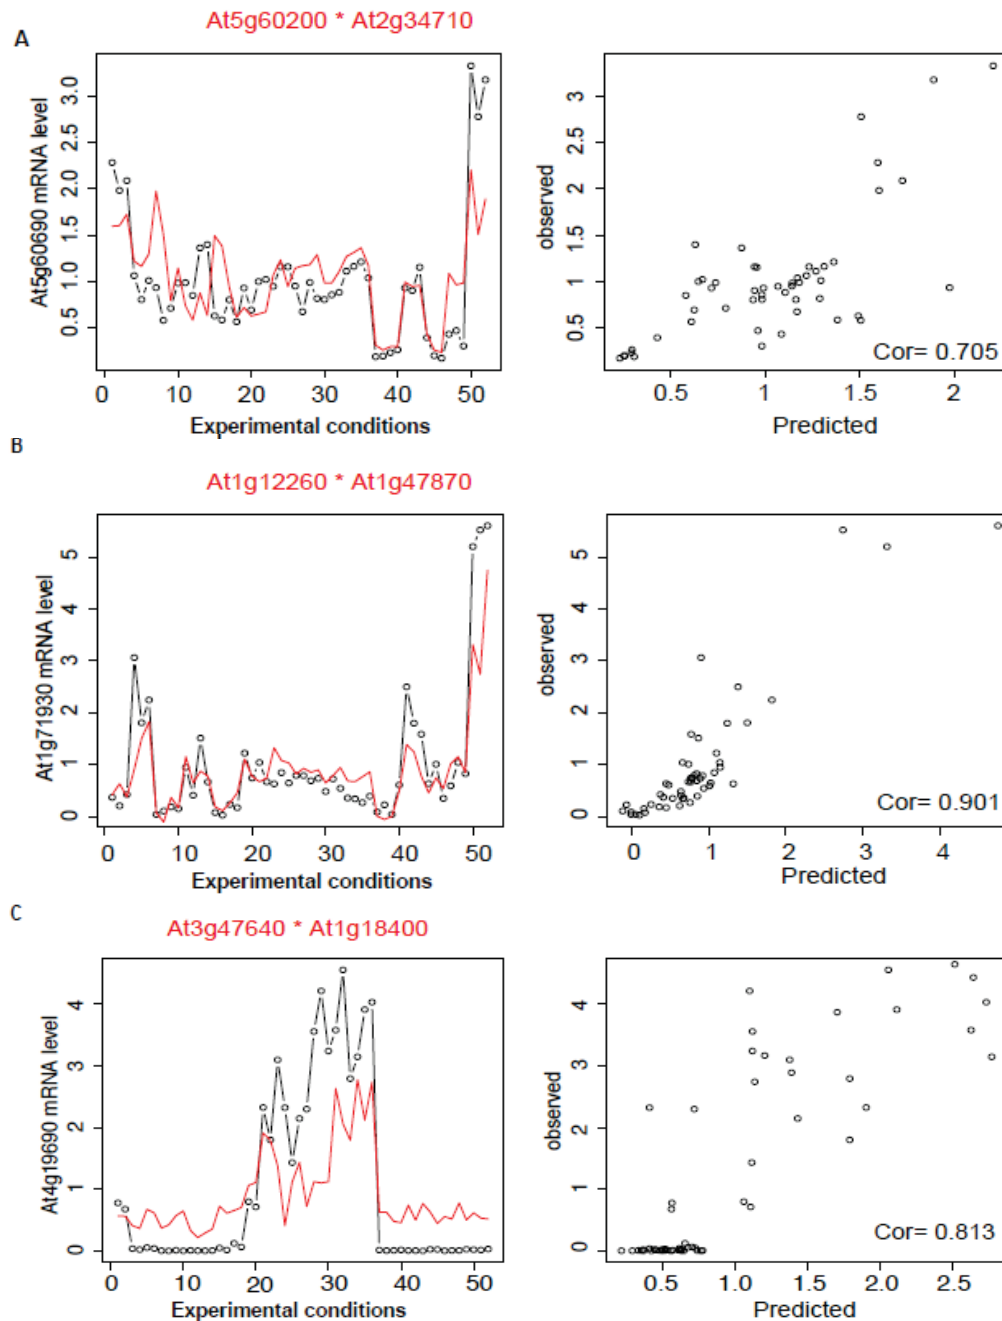 At5g60200 * At2g34710
A
At5g60690 mRNA level
0.5 1.0 1.5 2.0 2.5 3.0
0 10 20 30 40 50
Experimental conditions
observed
0 1 2 3
Cor= 0.705
0.5 1 1.5 2
Predicted
B
At1g12260 * At1g47870
At1g71930 mRNA level
0 1 2 3 4 5
0 10 20 30 40 50
Experimental conditions
observed
0 1 2 3 4 5
Cor= 0.901
0 1 2 3 4
Predicted
C
At3g47640 * At1g18400
At4g19690 mRNA level
0 1 2 3 4
0 10 20 30 40 50
Experimental conditions
observed
0 1 2 3 4
Cor= 0.813
0.5 1.0 1.5 2.0 2.5
Predicted